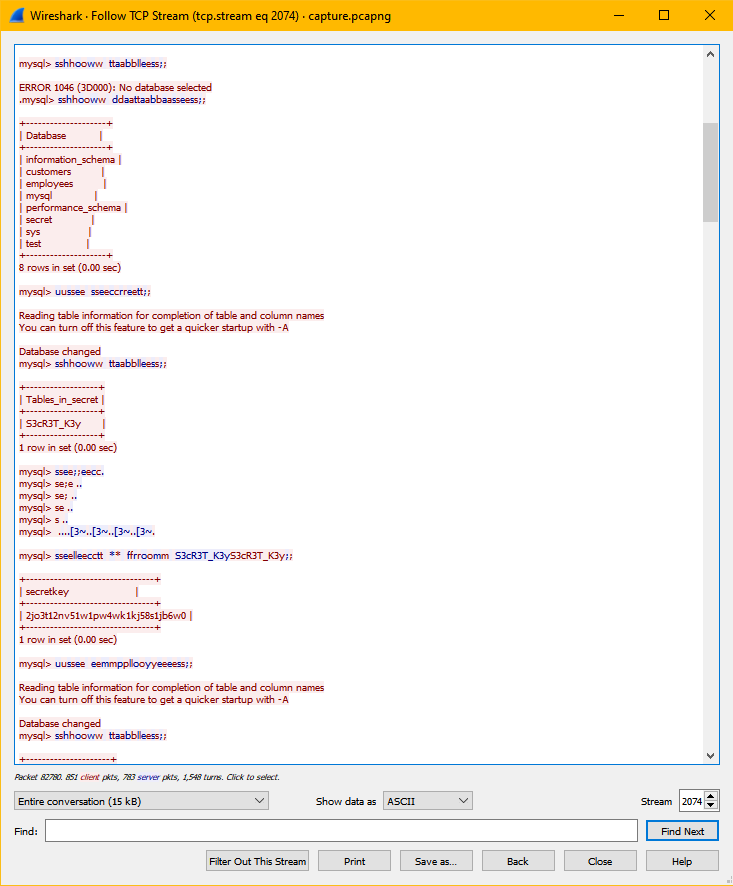 Wireshark · Follow TCP Stream (tcp.stream eq 2074) · capture.pcapng
mysql> sshhooww ttaabblleess;;
ERROR 1046 (3D000): No database selected
.mysql> sshhooww ddaattaabbaasseess;;
+--------------------+
| Database |
+--------------------+
| information_schema |
| customers |
| employees |
| mysql |
| performance_schema |
| secret |
| sys |
| test |
+--------------------+
8 rows in set (0.00 sec)
mysql> uussee sseeccrreett;;
Reading table information for completion of table and column names
You can turn off this feature to get a quicker startup with -A
Database changed
mysql> sshhooww ttaabblleess;;
+------------------+
| Tables_in_secret |
+------------------+
| S3cR3T_K3y |
+------------------+
1 row in set (0.00 sec)
mysql> ssee;;eecc.
mysql> se;e ..
mysql> se; ..
mysql> se ..
mysql> s ..
mysql> ....[3~..[3~..[3~..[3~.
mysql> sseelleecctt ** ffrroomm S3cR3T_K3yS3cR3T_K3y;;
+---------------------------------+
| secretkey |
+---------------------------------+
| 2jo3t12nv51w1pw4wk1kj58s1jb6w0 |
+---------------------------------+
1 row in set (0.00 sec)
mysql> uussee eemmppllooyyeeeess;;
Reading table information for completion of table and column names
You can turn off this feature to get a quicker startup with -A
Database changed
mysql> sshhooww ttaabblleess;;
+----------------------+
Packet 82780. 851 client pkts, 783 server pkts, 1,548 turns. Click to select.
Entire conversation (15 kB) Show data as ASCII Stream 2074
Find: Find Next
Filter Out This Stream Print Save as... Back Close Help